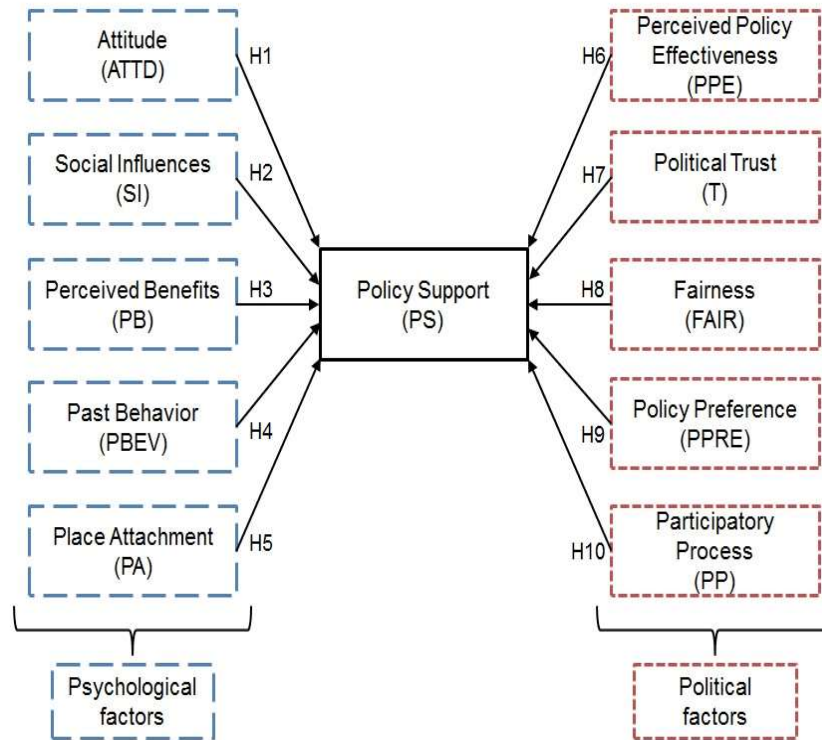 Attitude
(ATTD)
H1
Social Influences
(SI)
H2
Perceived Benefits
(PB)
H3
Past Behavior
(PBEV)
H4
Place Attachment
(PA)
H5
Psychological
factors
Policy Support
(PS)
H6
Perceived Policy
Effectiveness
(PPE)
H7
Political Trust
(T)
H8
Fairness
(FAIR)
H9
Policy Preference
(PPRE)
H10
Participatory
Process
(PP)
Political
factors